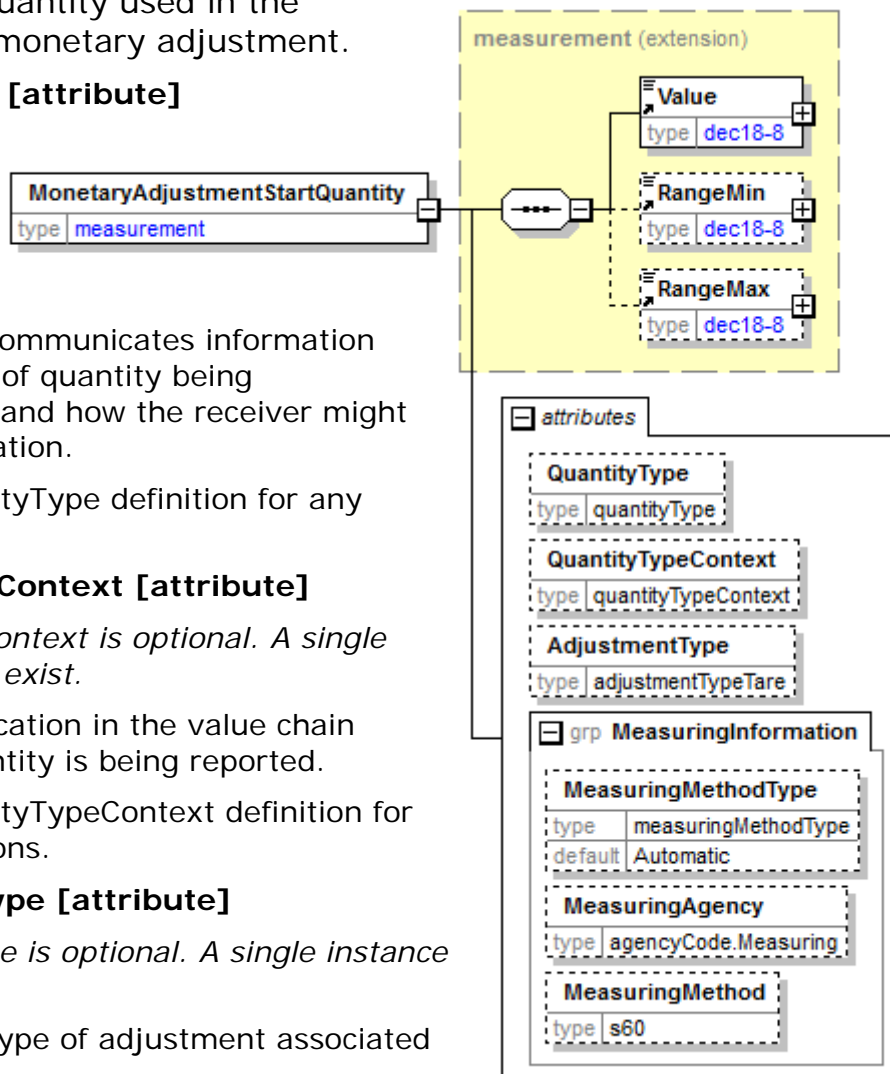 uantity used in the
monetary adjustment.
[attribute]
ommunicates information
of quantity being
and how the receiver might
ation.
tyType definition for any
Context [attribute]
ontext is optional. A single
exist.
cation in the value chain
ntity is being reported.
tyTypeContext definition for
ons.
ype [attribute]
e is optional. A single instance
ype of adjustment associated
MonetaryAdjustmentStartQuantity
type measurement
measurement (extension)
Value
type dec18-8
RangeMin
type dec18-8
RangeMax
type dec18-8
attributes
QuantityType
type quantityType
QuantityTypeContext
type quantityTypeContext
AdjustmentType
type adjustmentTypeTare
grp MeasuringInformation
MeasuringMethodType
type measuringMethodType
default Automatic
MeasuringAgency
type agencyCode.Measuring
MeasuringMethod
type s60